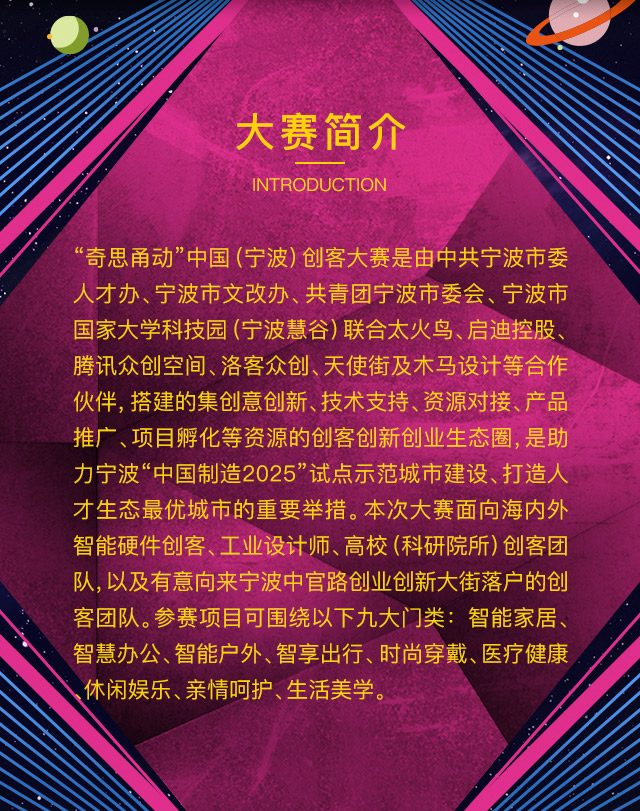 大赛简介
INTRODUCTION
“奇思甬动”中国（宁波）创客大赛是由中共宁波市委
人才办、宁波市文改办、共青团宁波市委会、宁波市
国家大学科技园（宁波慧谷）联合太火鸟、启迪控股、
腾讯众创空间、洛客众创、天使街及木马设计等合作
伙伴，搭建的集创意创新、技术支持、资源对接、产品
推广、项目孵化等资源的创客创新创业生态圈，是助
力宁波“中国制造2025”试点示范城市建设、打造人
才生态最优城市的重要举措。本次大赛面向海内外
智能硬件创客、工业设计师、高校（科研院所）创客团
队，以及有意向来宁波中官路创业创新大街落户的创
客团队。参赛项目可围绕以下九大门类：智能家居、
智慧办公、智能户外、智享出行、时尚穿戴、医疗健康
、休闲娱乐、亲情呵护、生活美学。